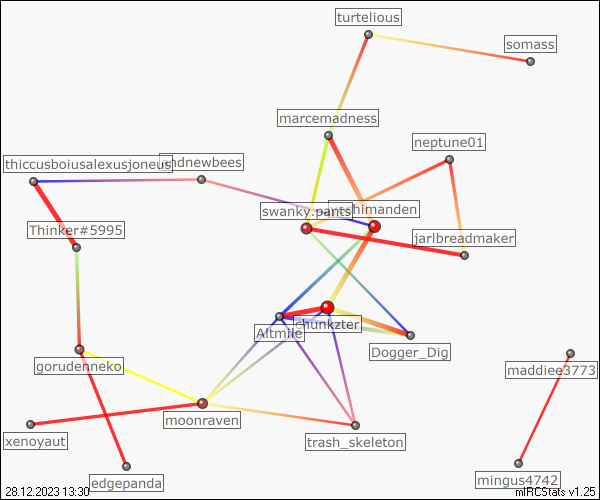 turtelious
somass
marcemadness
neptune01
thiccusboiusalexusjoneus
andnewbees
swanky.pants
Thinker#5995
jarlbreadmaker
Altmile
chunkzter
Dogger_Dig
gorudenneko
maddiee3773
moonraven
xenoyaut
trash_skeleton
edgepanda
mingus4742
28.12.2023 13:30
mIRCStats v1.25